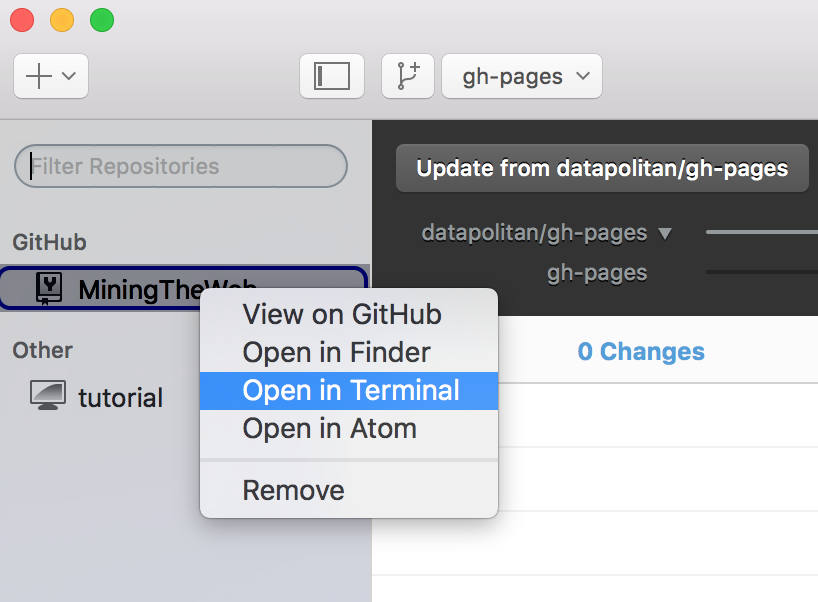 gh-pages
Filter Repositories
Update from datapolitan/gh-pages
GitHub
datapolitan/gh-pages
gh-pages
MiningTheWeb
View on GitHub
Other
Open in Finder
0 Changes
Open in Terminal
tutorial
Open in Atom
Remove